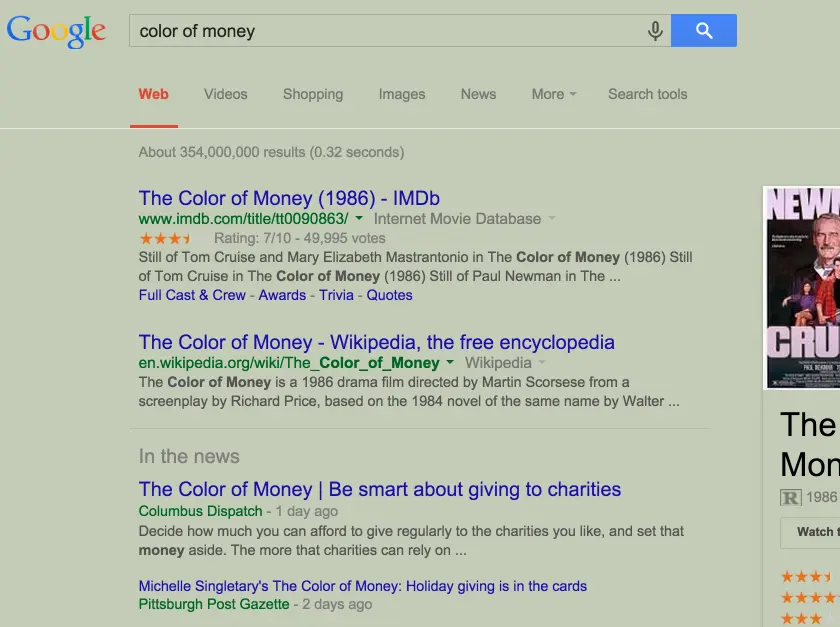 Google
color of money
Web Videos Shopping Images News More Search tools
About 354,000,000 results (0.32 seconds)
The Color of Money (1986) - IMDb
www.imdb.com/title/tt0090863/ Internet Movie Database
Rating: 7/10 - 49,995 votes
Still of Tom Cruise and Mary Elizabeth Mastrantonio in The Color of Money (1986) Still
of Tom Cruise in The Color of Money (1986) Still of Paul Newman in The ...
Full Cast & Crew - Awards - Trivia - Quotes
The Color of Money - Wikipedia, the free encyclopedia
en.wikipedia.org/wiki/The_Color_of_Money Wikipedia
The Color of Money is a 1986 drama film directed by Martin Scorsese from a
screenplay by Richard Price, based on the 1984 novel of the same name by Walter ...
In the news
The Color of Money | Be smart about giving to charities
Columbus Dispatch - 1 day ago
Decide how much you can afford to give regularly to the charities you like, and set that
money aside. The more that charities can rely on ...
Michelle Singletary's The Color of Money: Holiday giving is in the cards
Pittsburgh Post Gazette - 2 days ago
NEWM
CRU
The
Mon
R 1986
Watch t